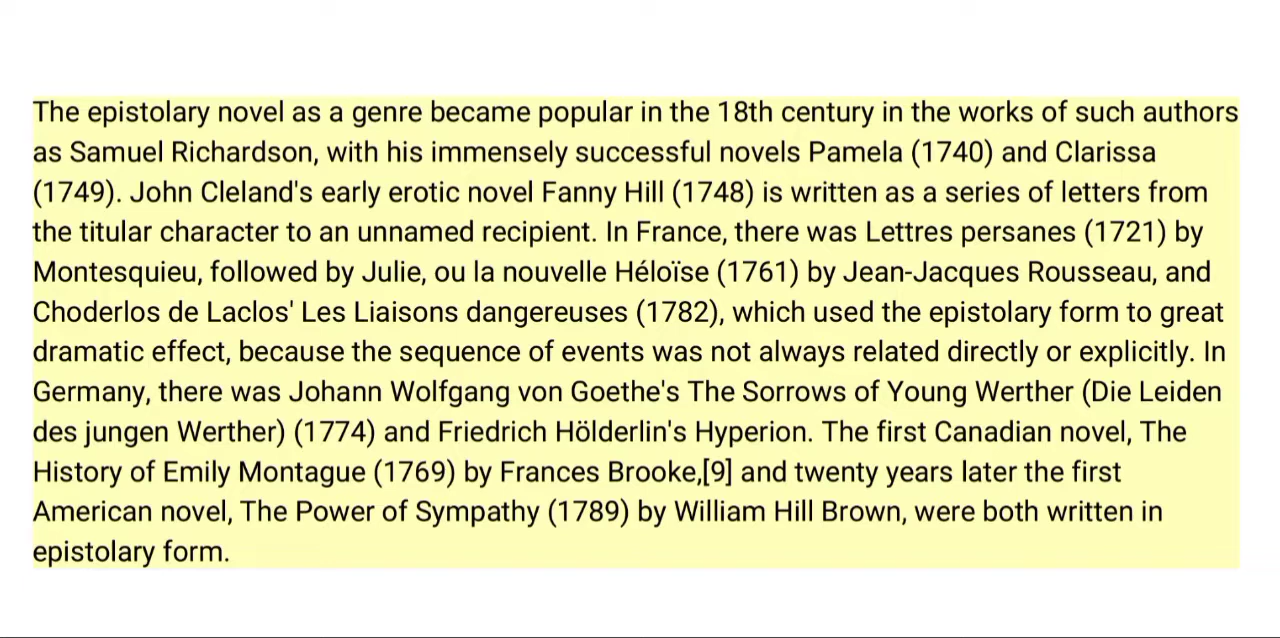 The epistolary novel as a genre became popular in the 18th century in the works of such authors
as Samuel Richardson, with his immensely successful novels Pamela (1740) and Clarissa
(1749). John Cleland's early erotic novel Fanny Hill (1748) is written as a series of letters from
the titular character to an unnamed recipient. In France, there was Lettres persanes (1721) by
Montesquieu, followed by Julie, ou la nouvelle Héloïse (1761) by Jean-Jacques Rousseau, and
Choderlos de Laclos' Les Liaisons dangereuses (1782), which used the epistolary form to great
dramatic effect, because the sequence of events was not always related directly or explicitly. In
Germany, there was Johann Wolfgang von Goethe's The Sorrows of Young Werther (Die Leiden
des jungen Werther) (1774) and Friedrich Hölderlin's Hyperion. The first Canadian novel, The
History of Emily Montague (1769) by Frances Brooke,[9] and twenty years later the first
American novel, The Power of Sympathy (1789) by William Hill Brown, were both written in
epistolary form.